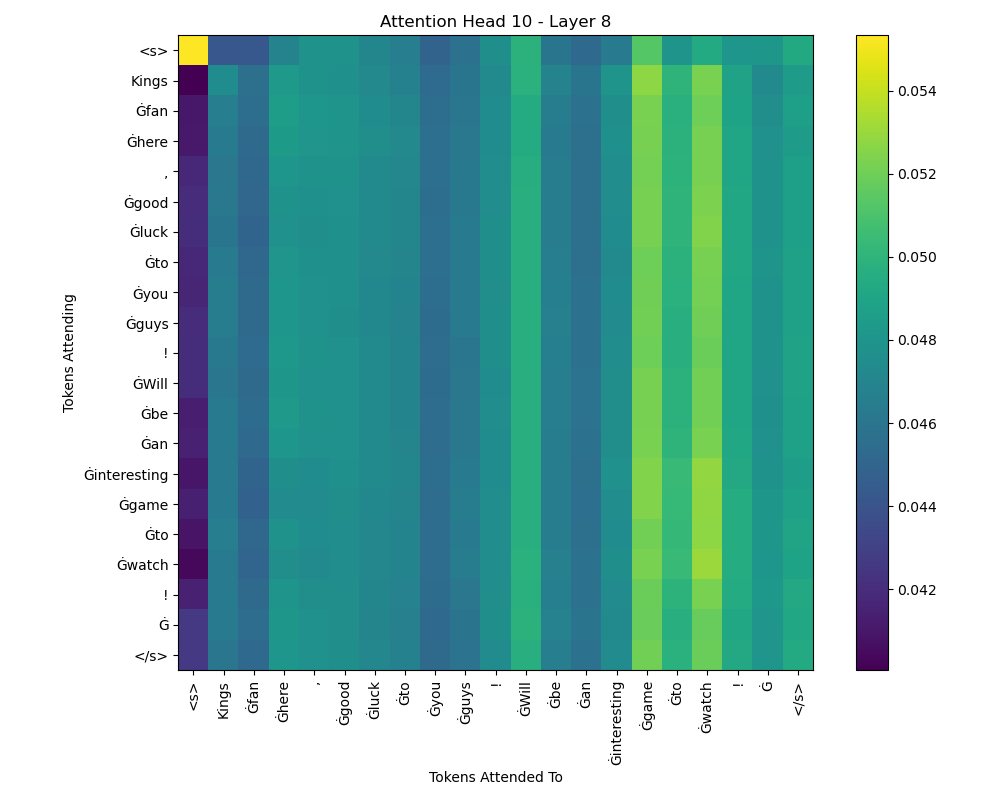 Attention Head 10 - Layer 8
Tokens Attending
<s>
Kings
Ġfan
Ġhere
,
Ġgood
Ġluck
Ġto
Ġyou
Ġguys
!
ĠWill
Ġbe
Ġan
Ġinteresting
Ġgame
Ġto
Ġwatch
!
Ġ
</s>
<s>
Kings
Ġfan
Ġhere
,
Ġgood
Ġluck
Ġto
Ġyou
Ġguys
!
ĠWill
Ġbe
Ġan
Ġinteresting
Ġgame
Ġto
Ġwatch
!
Ġ
</s>
Tokens Attended To
0.054
0.052
0.050
0.048
0.046
0.044
0.042